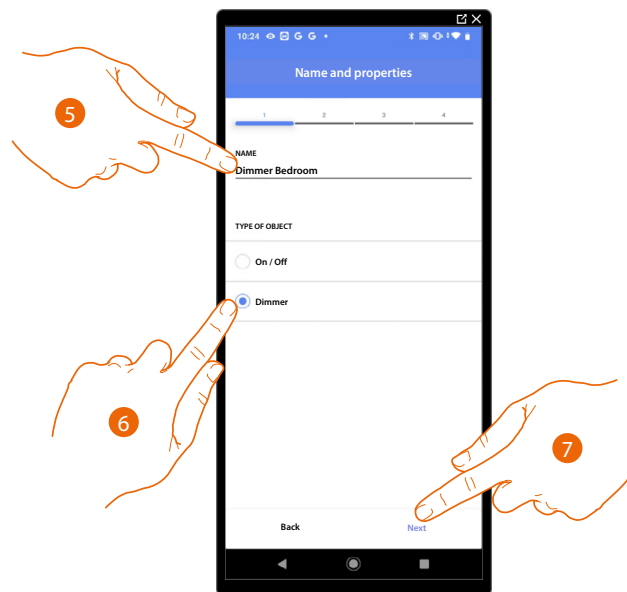 10:24 G G
Name and properties
1 2 3 4
NAME
Dimmer Bedroom
TYPE OF OBJECT
On / Off
Dimmer
Back Next
5
6
7